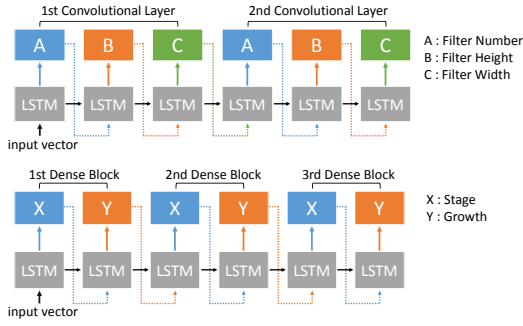 1st Convolutional Layer 2nd Convolutional Layer
A B C A B C
A : Filter Number
B : Filter Height
C : Filter Width
LSTM LSTM LSTM LSTM LSTM LSTM
input vector
1st Dense Block 2nd Dense Block 3rd Dense Block
X Y X Y X Y
X : Stage
Y : Growth
LSTM LSTM LSTM LSTM LSTM LSTM
input vector